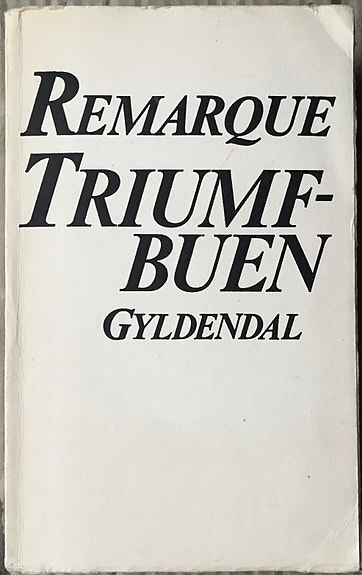 REMARQUE
TRIUMF-
BUEN
GYLDENDAL